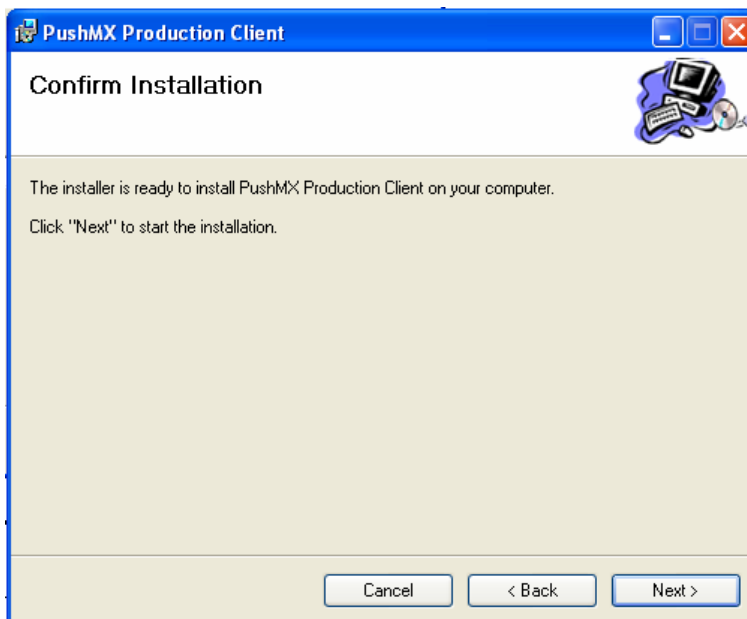 PushMX Production Client
Confirm Installation
The installer is ready to install PushMX Production Client on your computer.
Click "Next" to start the installation.
Cancel
< Back
Next >